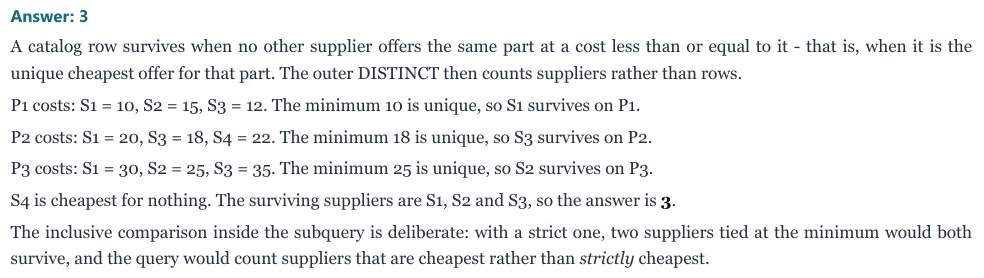 Answer: 3
A catalog row survives when no other supplier offers the same part at a cost less than or equal to it - that is, when it is the
unique cheapest offer for that part. The outer DISTINCT then counts suppliers rather than rows.
P1 costs: S1 = 10, S2 = 15, S3 = 12. The minimum 10 is unique, so S1 survives on P1.
P2 costs: S1 = 20, S3 = 18, S4 = 22. The minimum 18 is unique, so S3 survives on P2.
P3 costs: S1 = 30, S2 = 25, S3 = 35. The minimum 25 is unique, so S2 survives on P3.
S4 is cheapest for nothing. The surviving suppliers are S1, S2 and S3, so the answer is 3.
The inclusive comparison inside the subquery is deliberate: with a strict one, two suppliers tied at the minimum would both
survive, and the query would count suppliers that are cheapest rather than strictly cheapest.